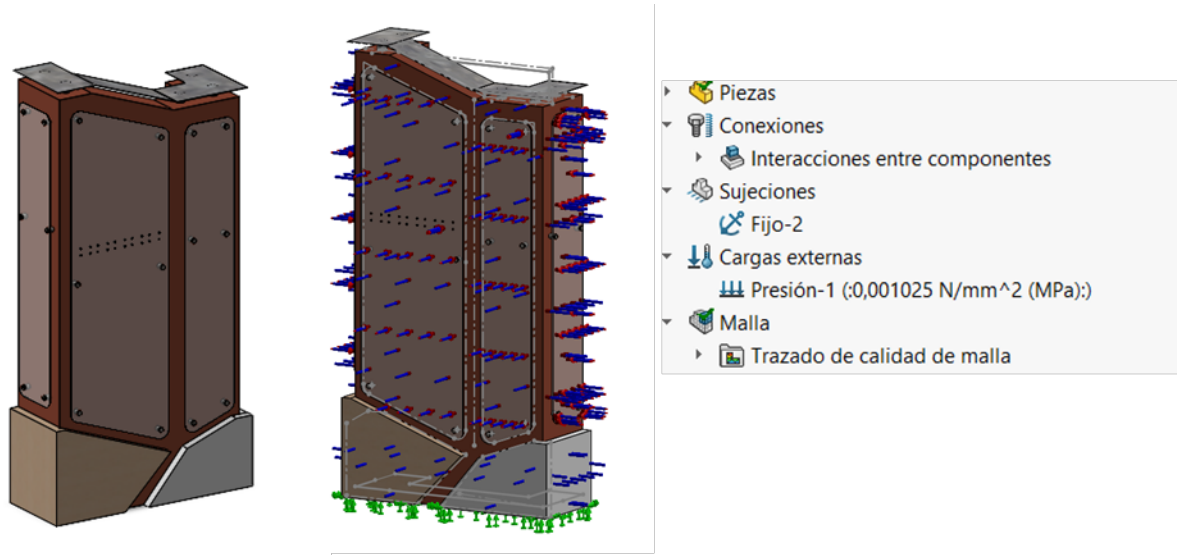 Piezas
Conexiones
Interacciones entre componentes
Sujeciones
Fijo-2
Cargas externas
Presión-1 (:0,001025 N/mm^2 (MPa):)
Malla
Trazado de calidad de malla